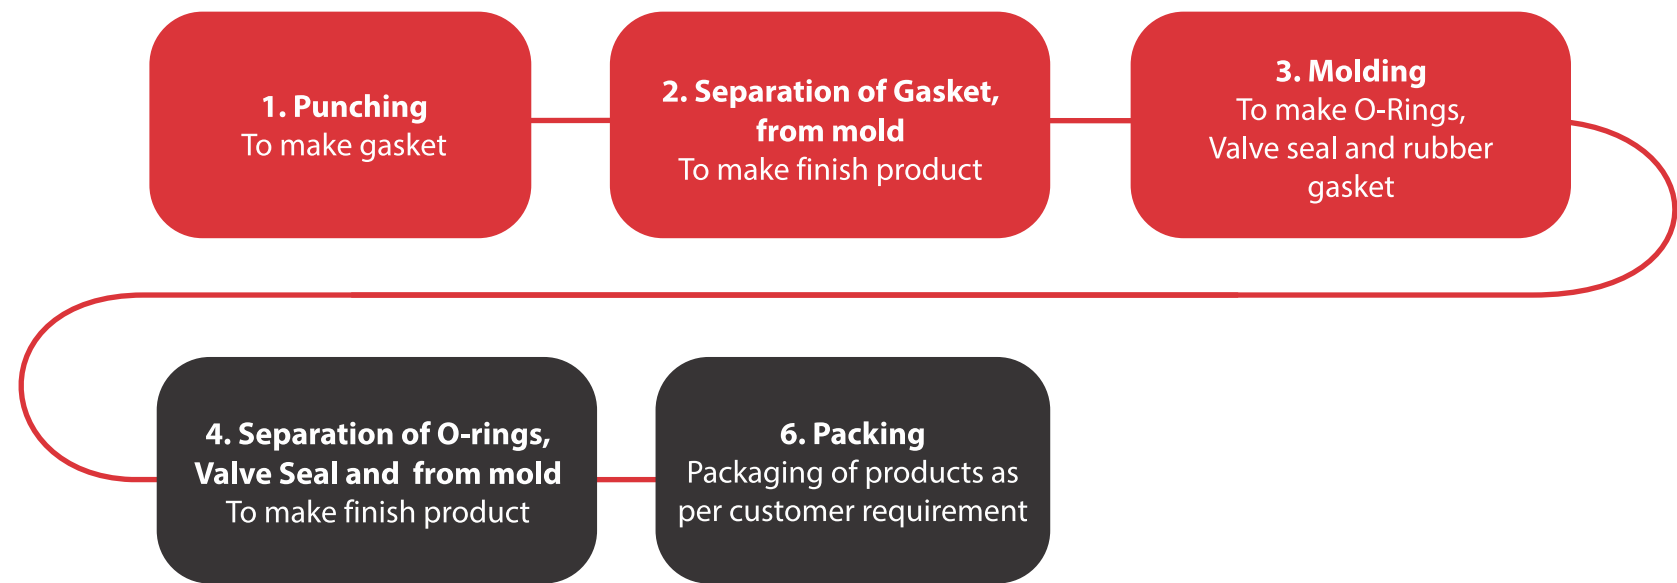 1. Punching
To make gasket
2. Separation of Gasket,
from mold
To make finish product
3. Molding
To make O-Rings,
Valve seal and rubber
gasket
4. Separation of O-rings,
Valve Seal and  from mold
To make finish product
6. Packing
Packaging of products as
per customer requirement